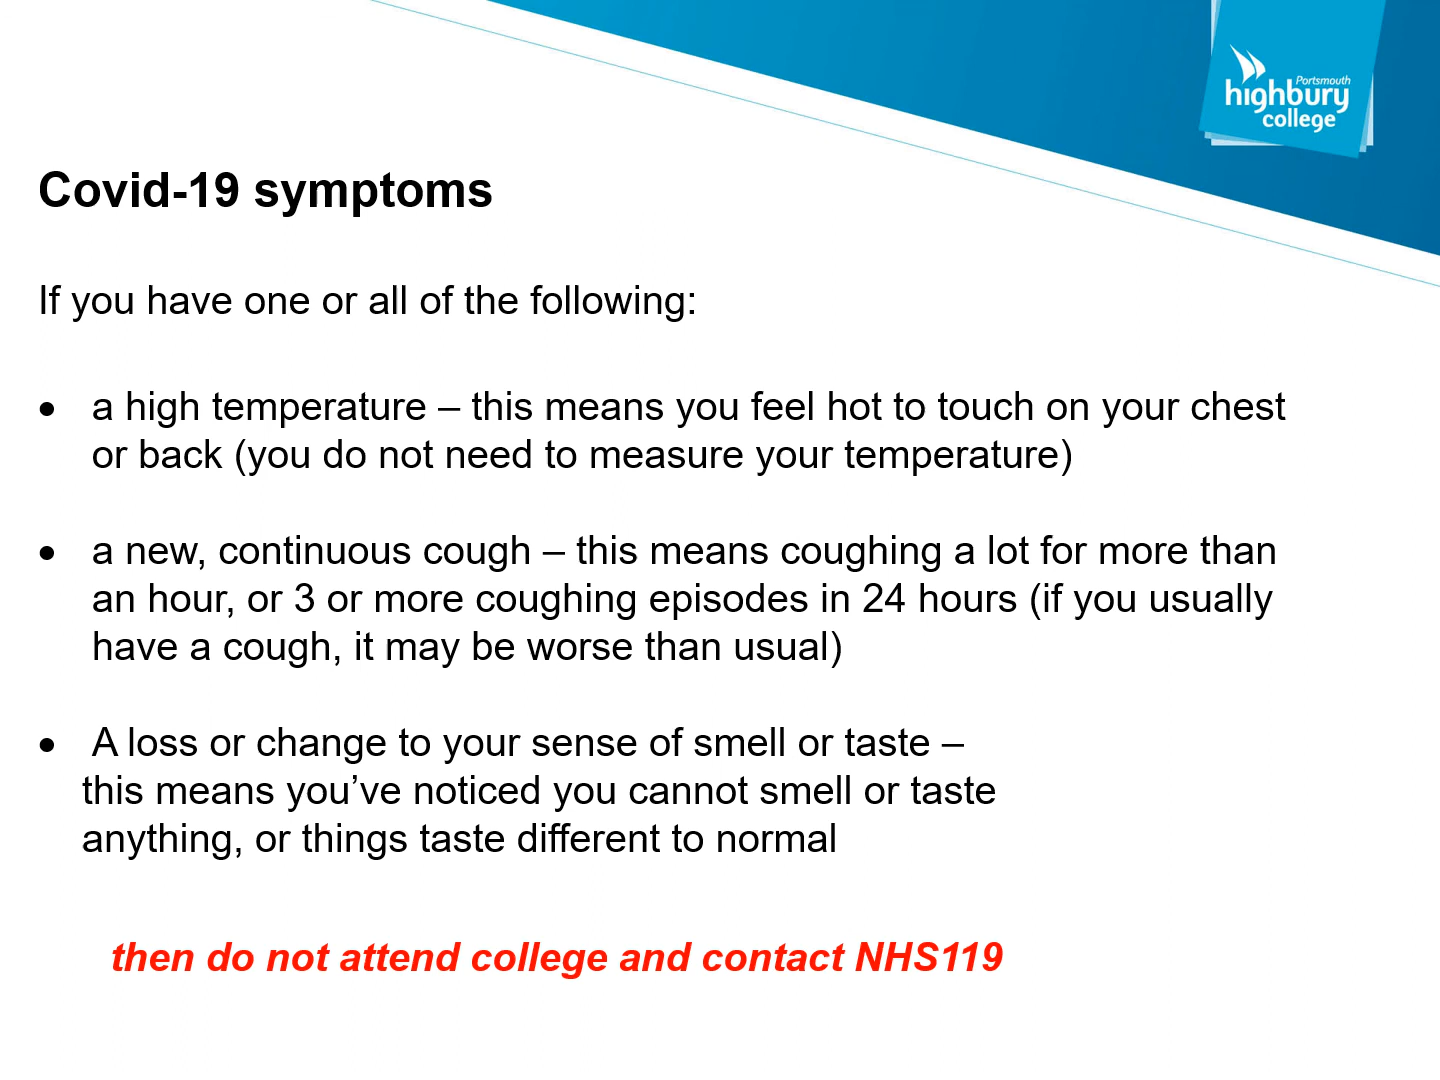 Portsmouth
highbury
college
Covid-19 symptoms
If you have one or all of the following:
• a high temperature – this means you feel hot to touch on your chest
or back (you do not need to measure your temperature)
• a new, continuous cough – this means coughing a lot for more than
an hour, or 3 or more coughing episodes in 24 hours (if you usually
have a cough, it may be worse than usual)
• A loss or change to your sense of smell or taste –
this means you’ve noticed you cannot smell or taste
anything, or things taste different to normal
then do not attend college and contact NHS119